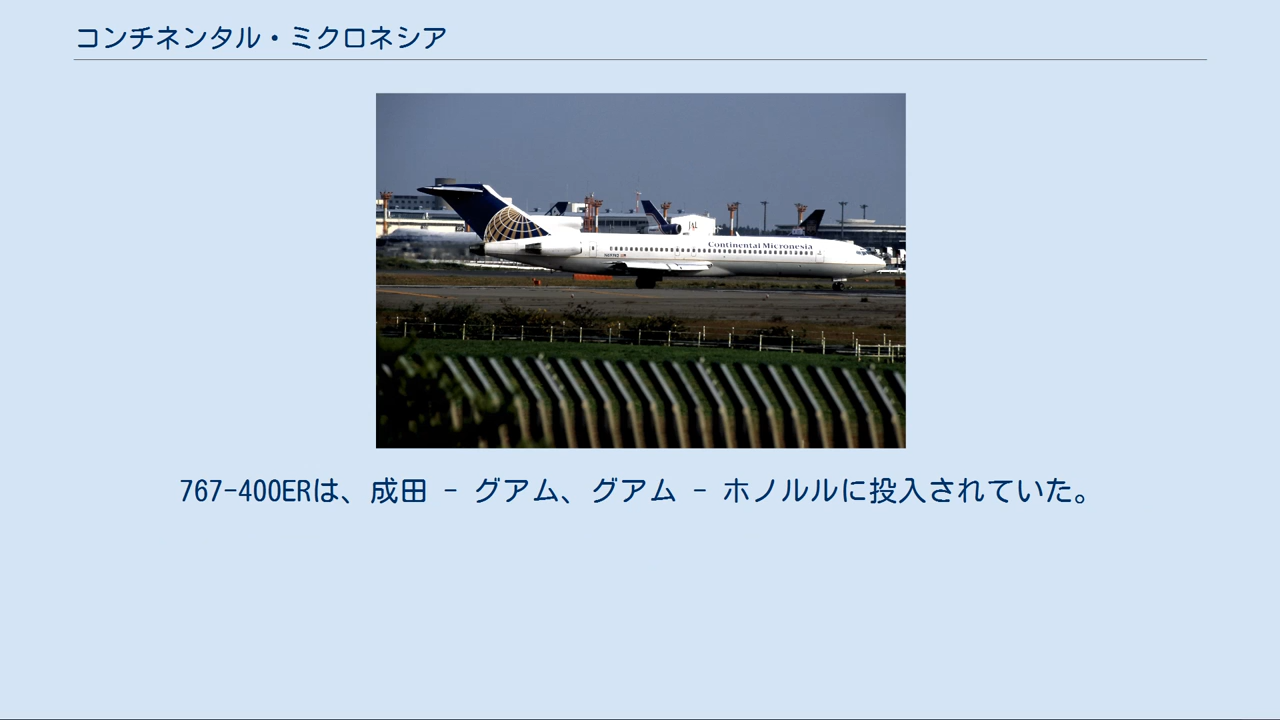 コンチネンタル・ミクロネシア
JAL
Continental Micronesia
767-400ERは、成田 - グアム、グアム - ホノルルに投入されていた。